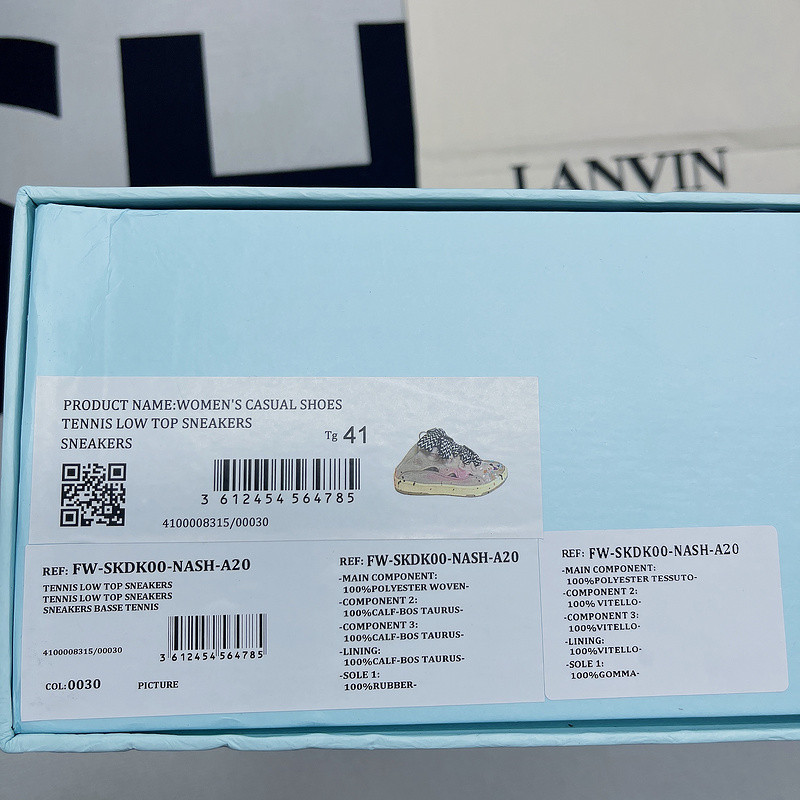 LANVIN
PRODUCT NAME:WOMEN'S CASUAL SHOES
TENNIS LOW TOP SNEAKERS
SNEAKERS
Tg 41
3 612454 564785
4100008315/00030
REF: FW-SKDK00-NASH-A20
TENNIS LOW TOP SNEAKERS
TENNIS LOW TOP SNEAKERS
SNEAKERS BASSE TENNIS
4100008315/00030
3 612454 564785
COL:0030 PICTURE
REF: FW-SKDK00-NASH-A20
-MAIN COMPONENT:
100%POLYESTER WOVEN-
-COMPONENT 2:
100%CALF-BOS TAURUS-
-COMPONENT 3:
100%CALF-BOS TAURUS-
-LINING:
100%CALF-BOS TAURUS-
-SOLE 1:
100%RUBBER-
REF: FW-SKDK00-NASH-A20
-MAIN COMPONENT:
100%POLYESTER TESSUTO-
-COMPONENT 2:
100% VITELLO-
-COMPONENT 3:
100%VITELLO-
-LINING:
100%VITELLO-
-SOLE 1:
100%GOMMA-